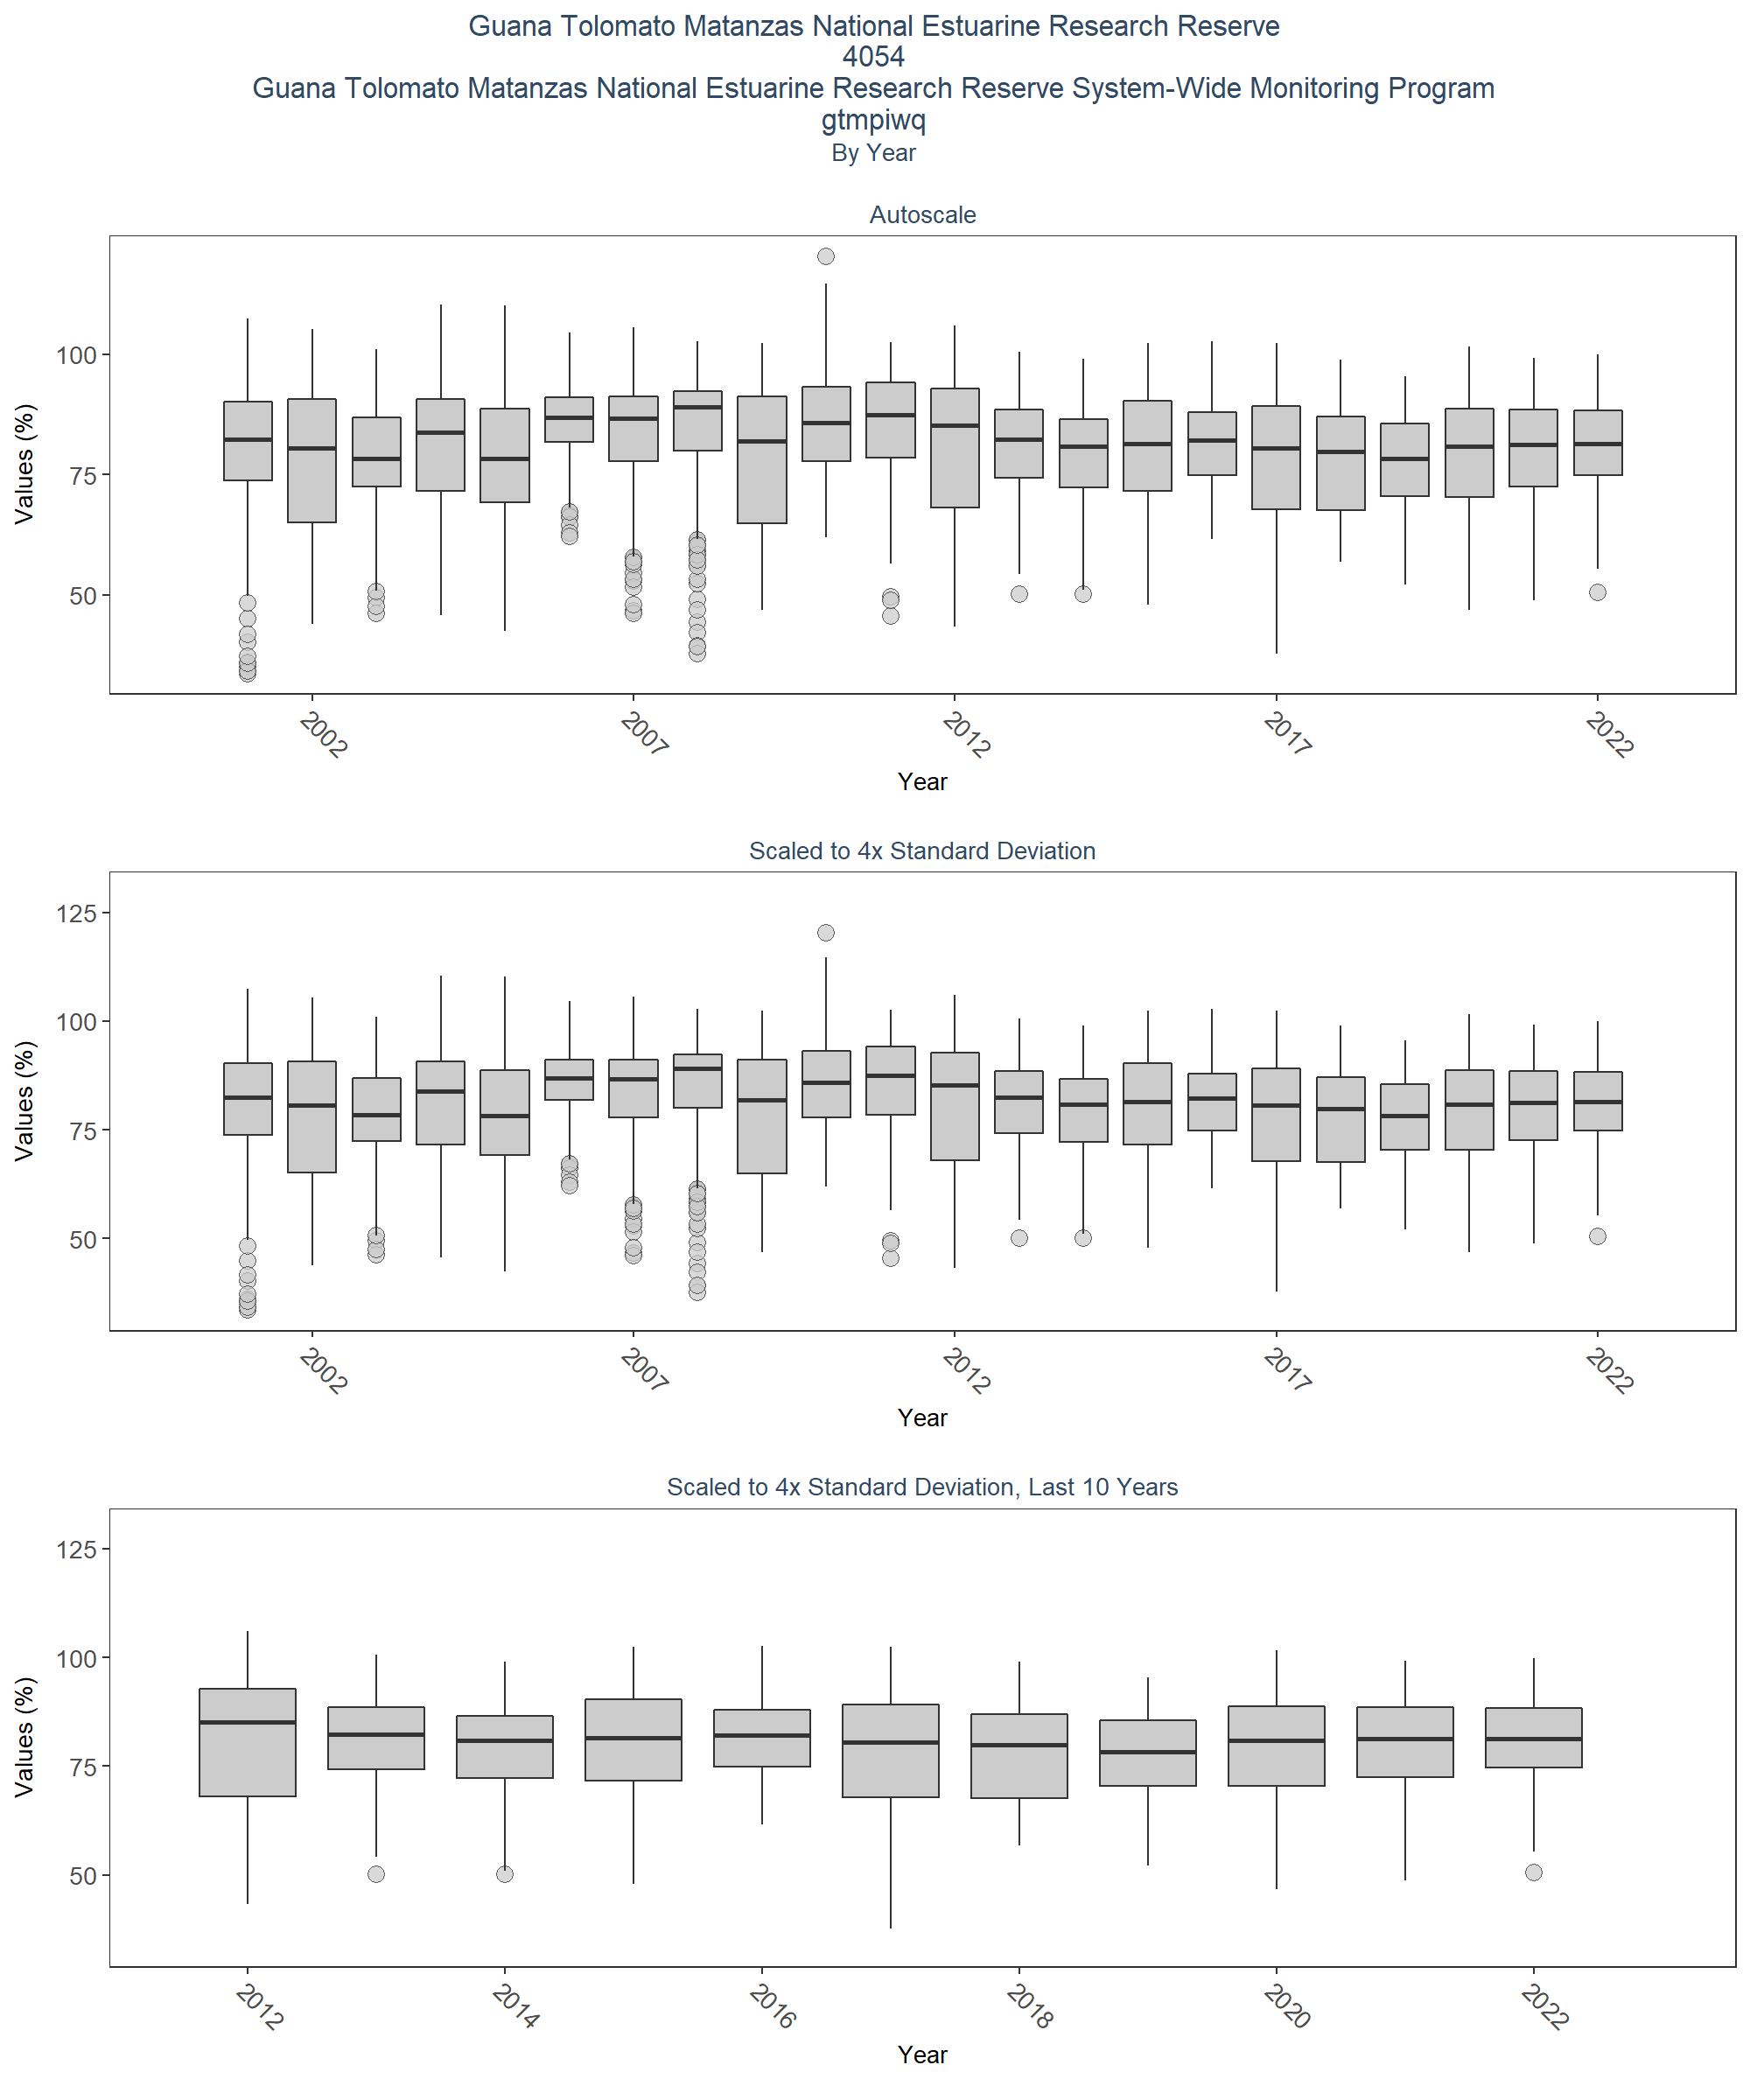 Guana Tolomato Matanzas National Estuarine Research Reserve
4054
Guana Tolomato Matanzas National Estuarine Research Reserve System-Wide Monitoring Program
gtmpiwq
By Year
Autoscale
Values (%)
100
75
50
2002 2007 2012 2017 2022
Year
Scaled to 4x Standard Deviation
Values (%)
125
100
75
50
2002 2007 2012 2017 2022
Year
Scaled to 4x Standard Deviation, Last 10 Years
Values (%)
125
100
75
50
2012 2014 2016 2018 2020 2022
Year